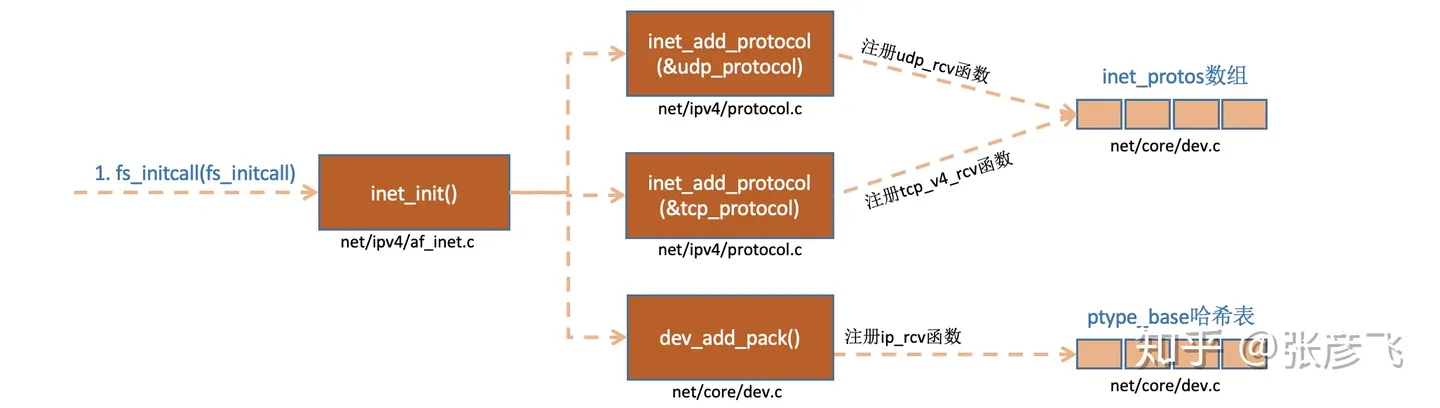 1. fs_initcall(fs_initcall)
inet_init()
net/ipv4/af_inet.c
inet_add_protocol
(&udp_protocol)
net/ipv4/protocol.c
inet_add_protocol
(&tcp_protocol)
net/ipv4/protocol.c
dev_add_pack()
net/core/dev.c
注册udp_rcv函数
注册tcp_v4_rcv函数
注册ip_rcv函数
inet_protos数组
net/core/dev.c
ptype_base哈希表
net/core/dev.c
知乎 @张彦飞